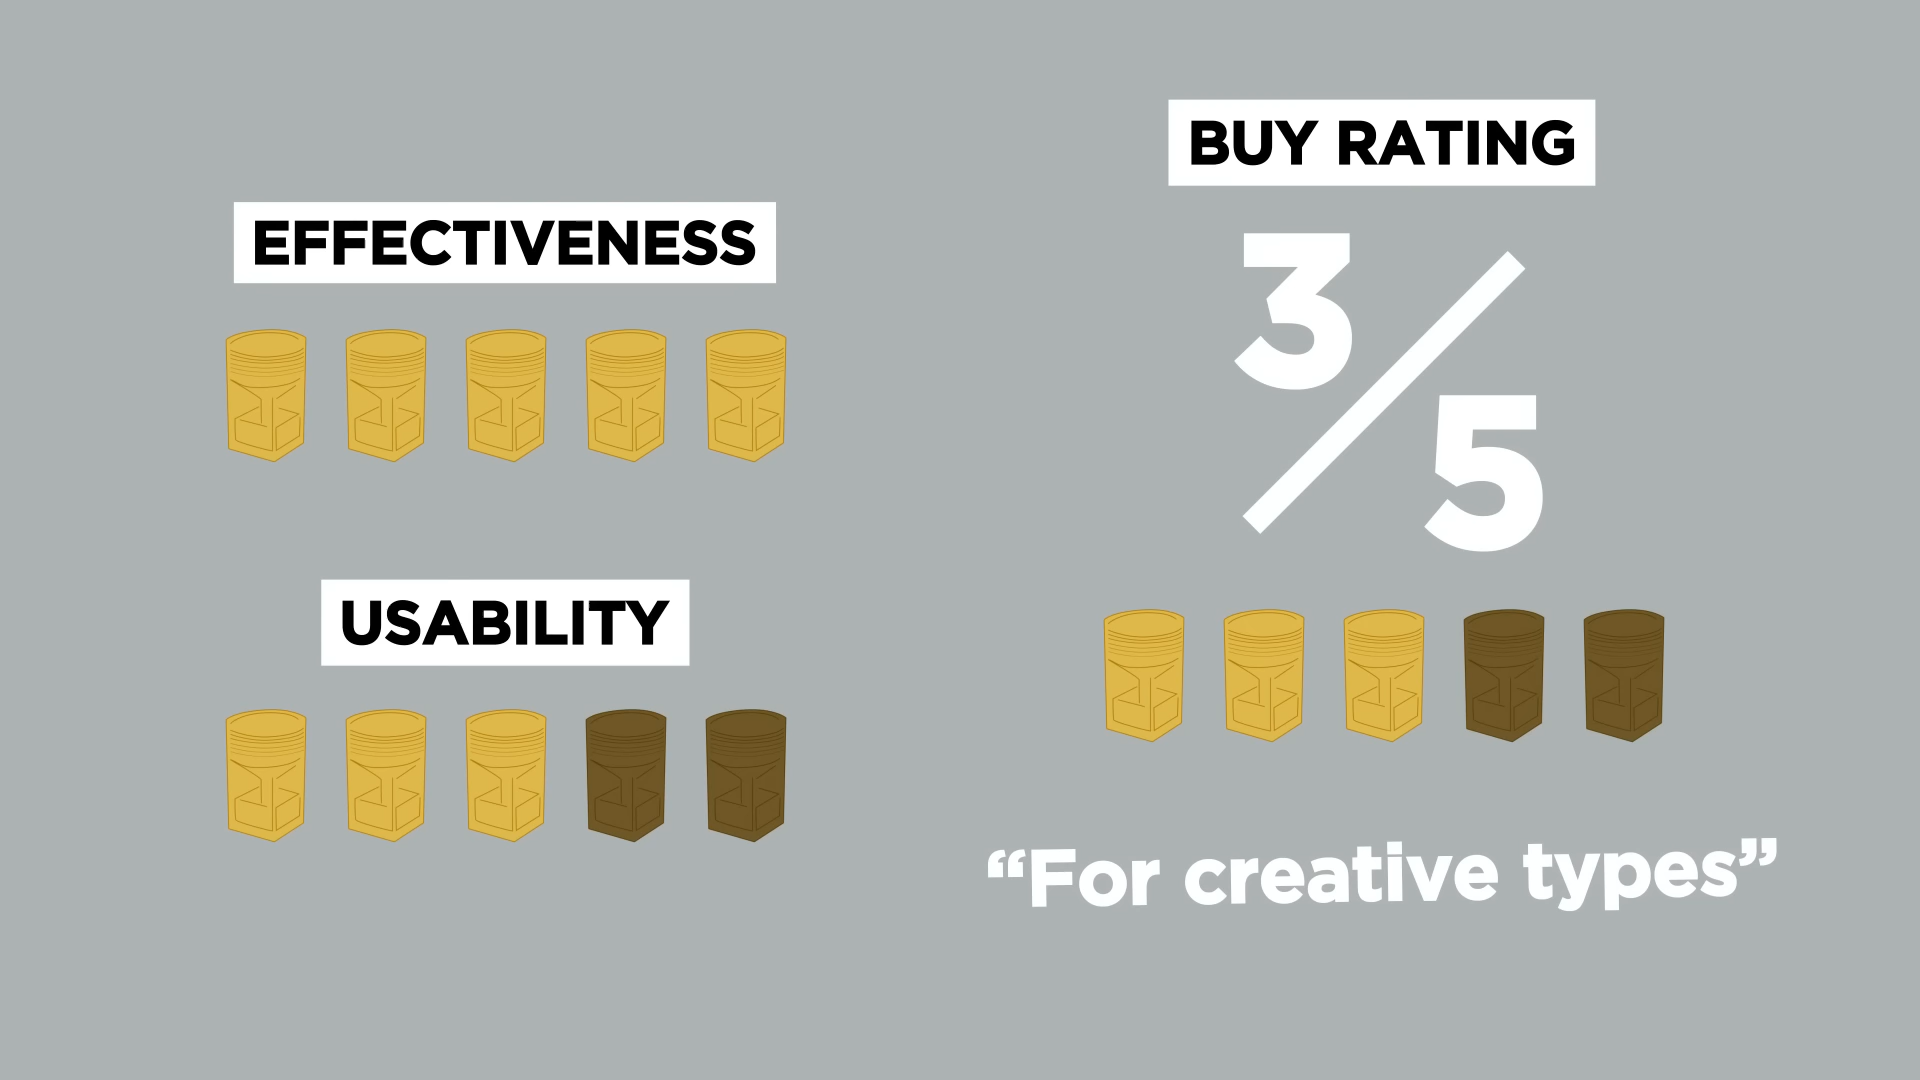 EFFECTIVENESS
USABILITY
BUY RATING
3/5
“For creative types”